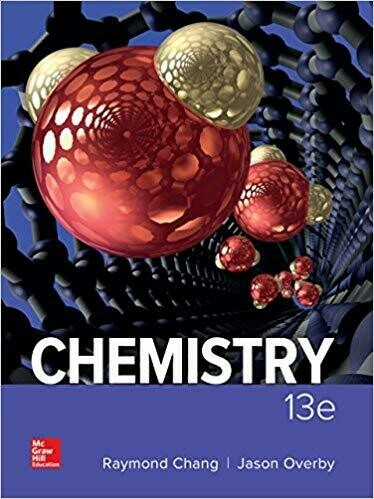 CHEMISTRY
13e
Mc
Graw
Hill
Education
Raymond Chang | Jason Overby